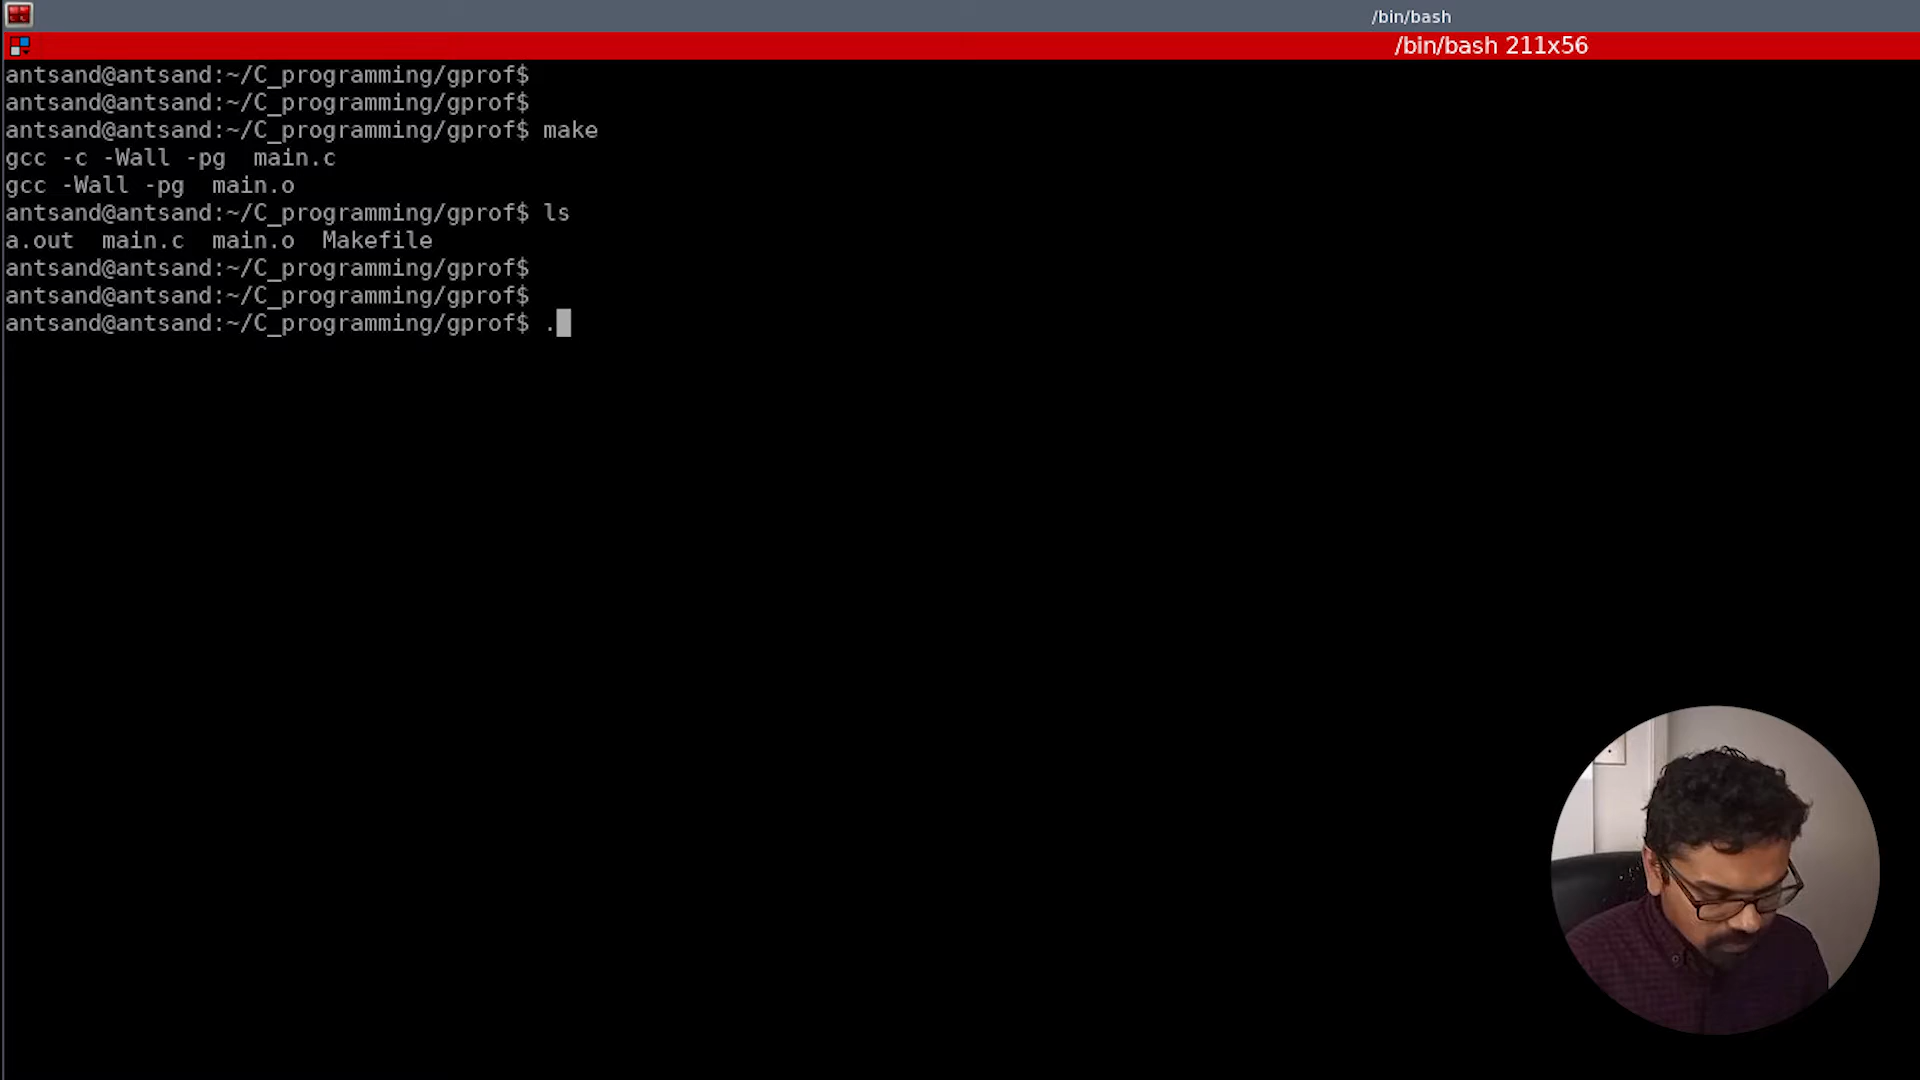 /bin/bash
/bin/bash 211x56
antsand@antsand:~/C_programming/gprof$
antsand@antsand:~/C_programming/gprof$
antsand@antsand:~/C_programming/gprof$ make
gcc -c -Wall -pg  main.c
gcc -Wall -pg  main.o
antsand@antsand:~/C_programming/gprof$ ls
a.out  main.c  main.o  Makefile
antsand@antsand:~/C_programming/gprof$
antsand@antsand:~/C_programming/gprof$
antsand@antsand:~/C_programming/gprof$ .